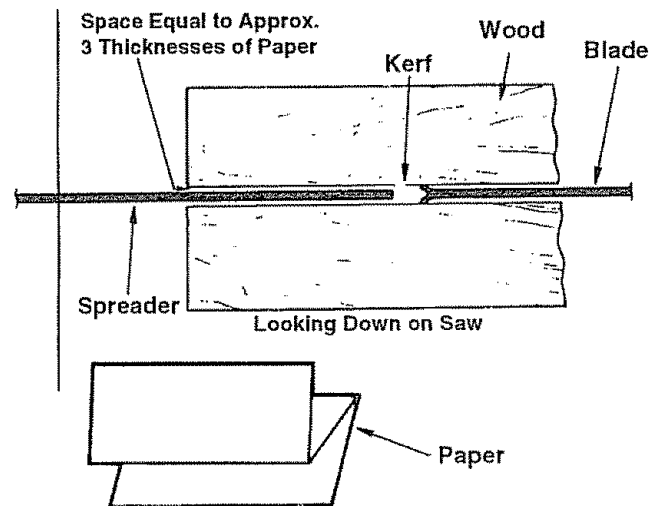 Space Equal to Approx.
3 Thicknesses of Paper
Wood
Kerf
Blade
Spreader
Looking Down on Saw
Paper